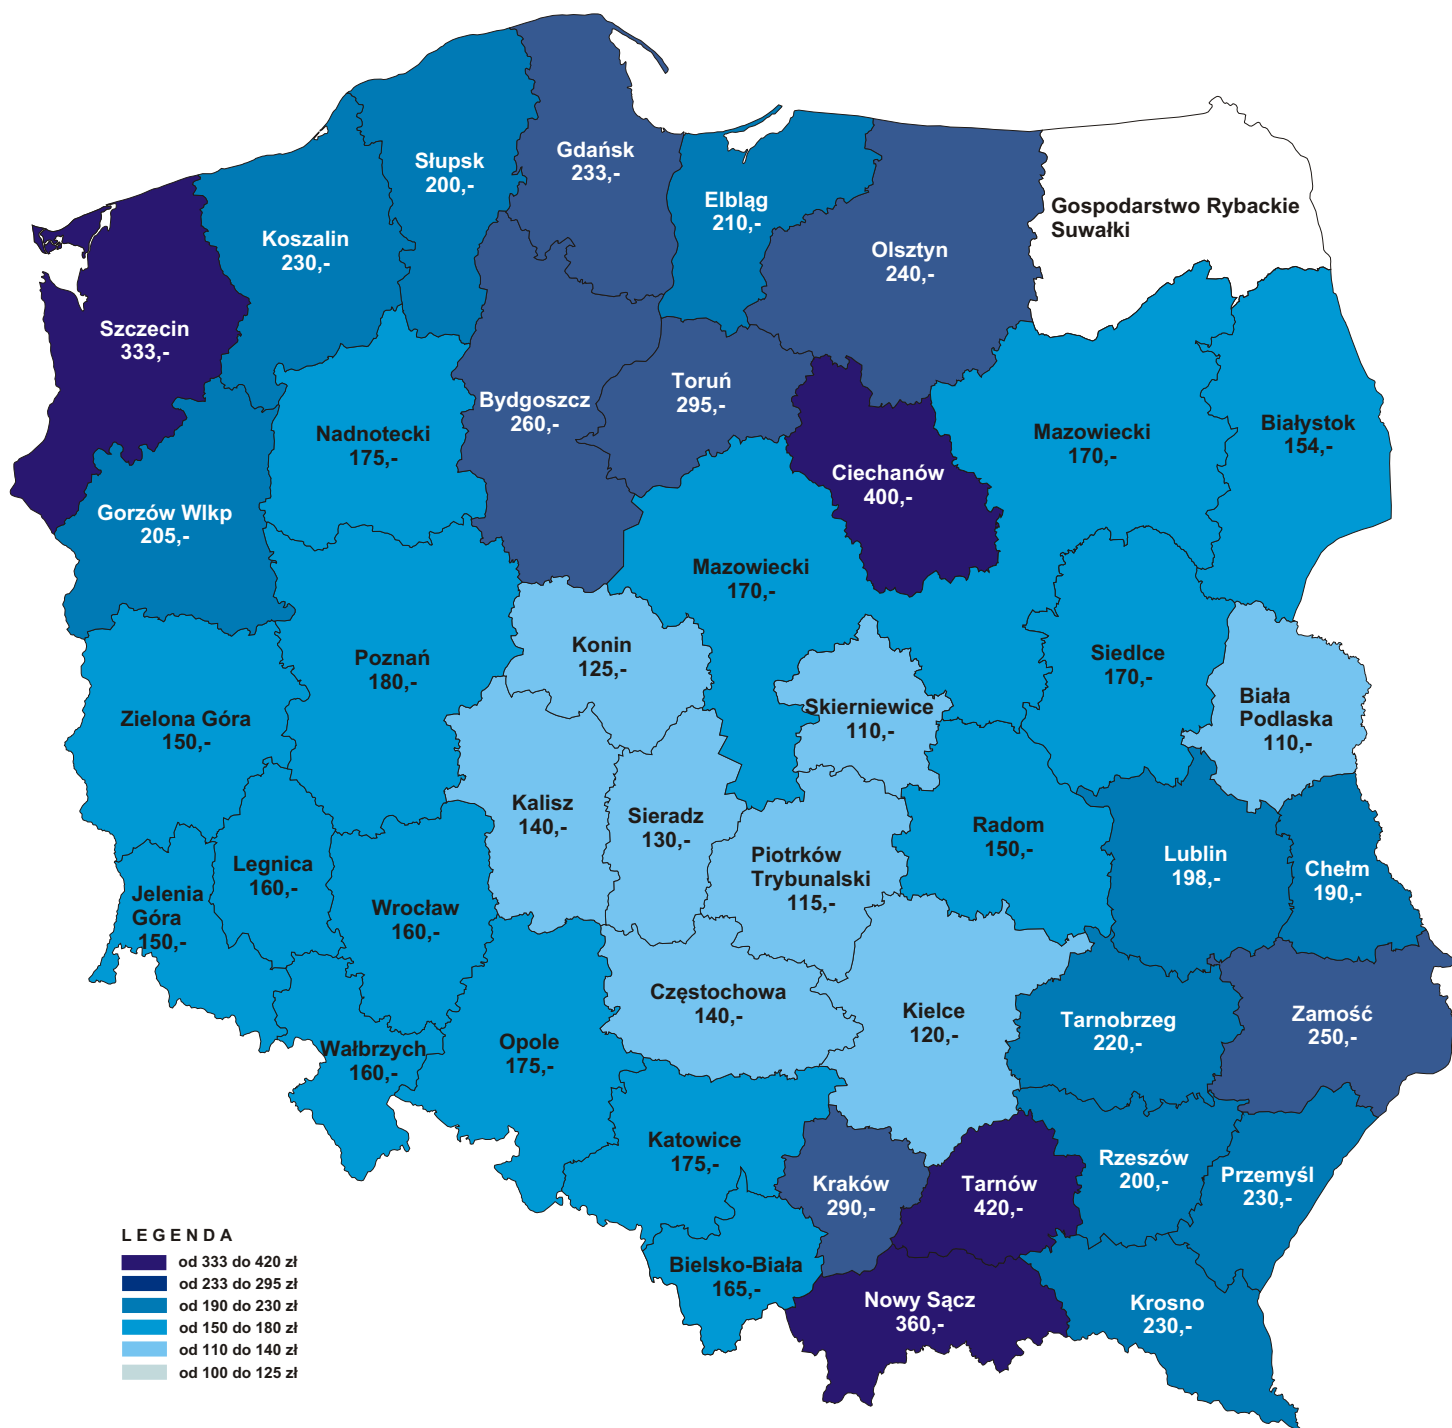 Słupsk
200,-
Gdańsk
233,-
Elbląg
210,-
Gospodarstwo Rybackie
Suwałki
Koszalin
230,-
Olsztyn
240,-
Szczecin
333,-
Toruń
295,-
Bydgoszcz
260,-
Nadnotecki
175,-
Mazowiecki
170,-
Białystok
154,-
Ciechanów
400,-
Gorzów Wlkp
205,-
Mazowiecki
170,-
Konin
125,-
Poznań
180,-
Siedlce
170,-
Skierniewice
110,-
Biała
Podlaska
110,-
Zielona Góra
150,-
Kalisz
140,-
Sieradz
130,-
Radom
150,-
Piotrków
Trybunalski
115,-
Lublin
198,-
Chełm
190,-
Legnica
160,-
Jelenia
Góra
150,-
Wrocław
160,-
Częstochowa
140,-
Kielce
120,-
Tarnobrzeg
220,-
Zamość
250,-
Wałbrzych
160,-
Opole
175,-
Katowice
175,-
Kraków
290,-
Tarnów
420,-
Rzeszów
200,-
Przemyśl
230,-
Bielsko-Biała
165,-
Nowy Sącz
360,-
Krosno
230,-
LEGENDA
od 333 do 420 zł
od 233 do 295 zł
od 190 do 230 zł
od 150 do 180 zł
od 110 do 140 zł
od 100 do 125 zł